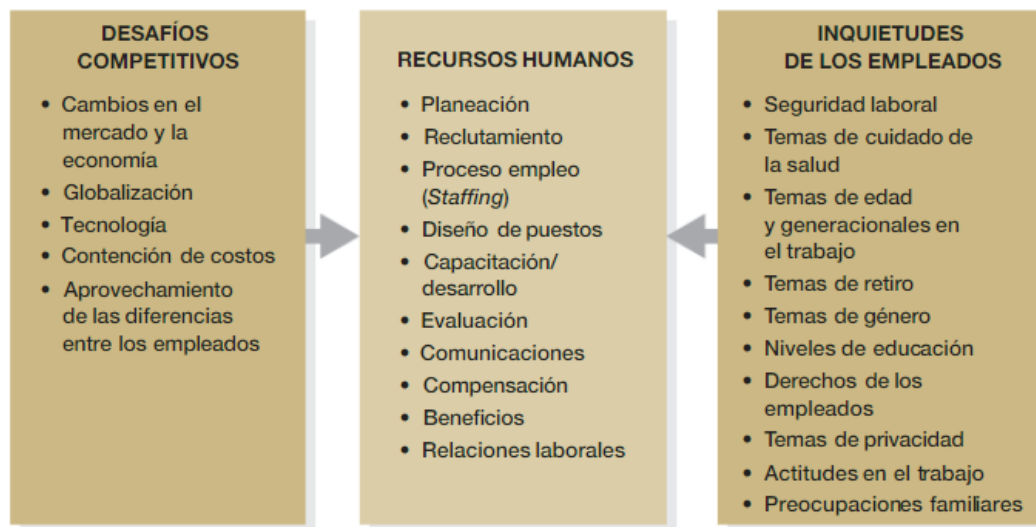 DESAFÍOS
COMPETITIVOS
• Cambios en el
mercado y la
economía
• Globalización
• Tecnología
• Contención de costos
• Aprovechamiento
de las diferencias
entre los empleados
RECURSOS HUMANOS
• Planeación
• Reclutamiento
• Proceso empleo
(Staffing)
• Diseño de puestos
• Capacitación/
desarrollo
• Evaluación
• Comunicaciones
• Compensación
• Beneficios
• Relaciones laborales
INQUIETUDES
DE LOS EMPLEADOS
• Seguridad laboral
• Temas de cuidado de
la salud
• Temas de edad
y generacionales en
el trabajo
• Temas de retiro
• Temas de género
• Niveles de educación
• Derechos de los
empleados
• Temas de privacidad
• Actitudes en el trabajo
• Preocupaciones familiares